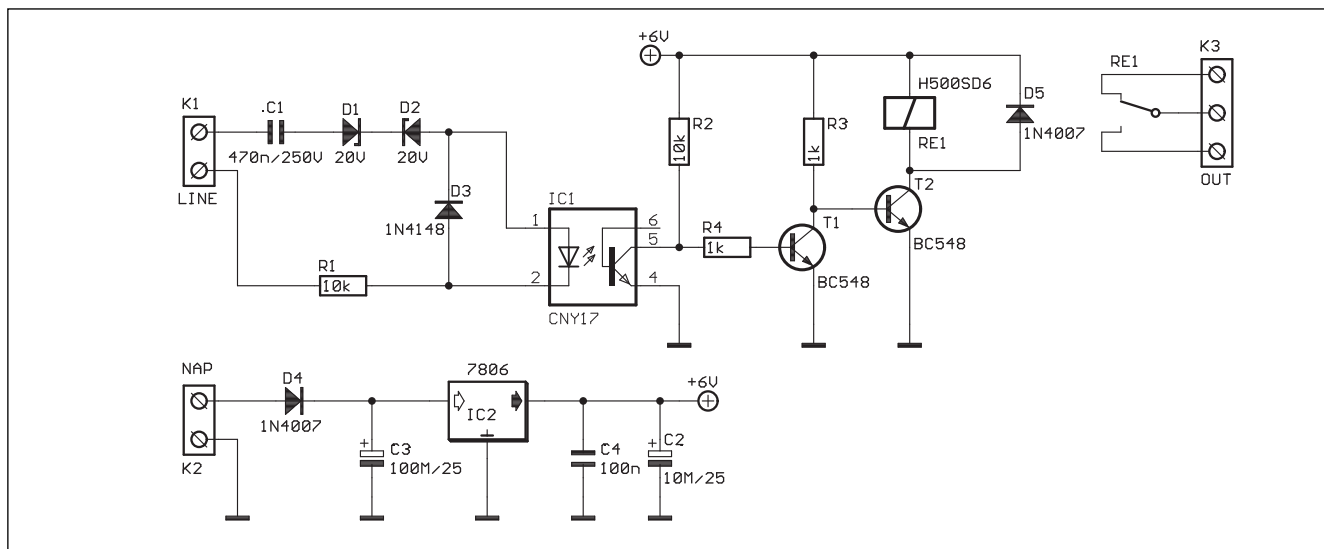 +6V
K3
RE1
H500SD6
K1
.C1
D1
D2
D5
R2
10k
R3
1k
RE1
1N4007
470n/250V
20V
20V
LINE
D3
1N4148
IC1
OUT
T2
1
6
R4
T1
5
1k
BC548
R1
10k
2
4
BC548
CNY17
NAP
D4
7806
+6V
IC2
1N4007
K2
+
C3
100M/25
C4
100n
+
C2
10M/25